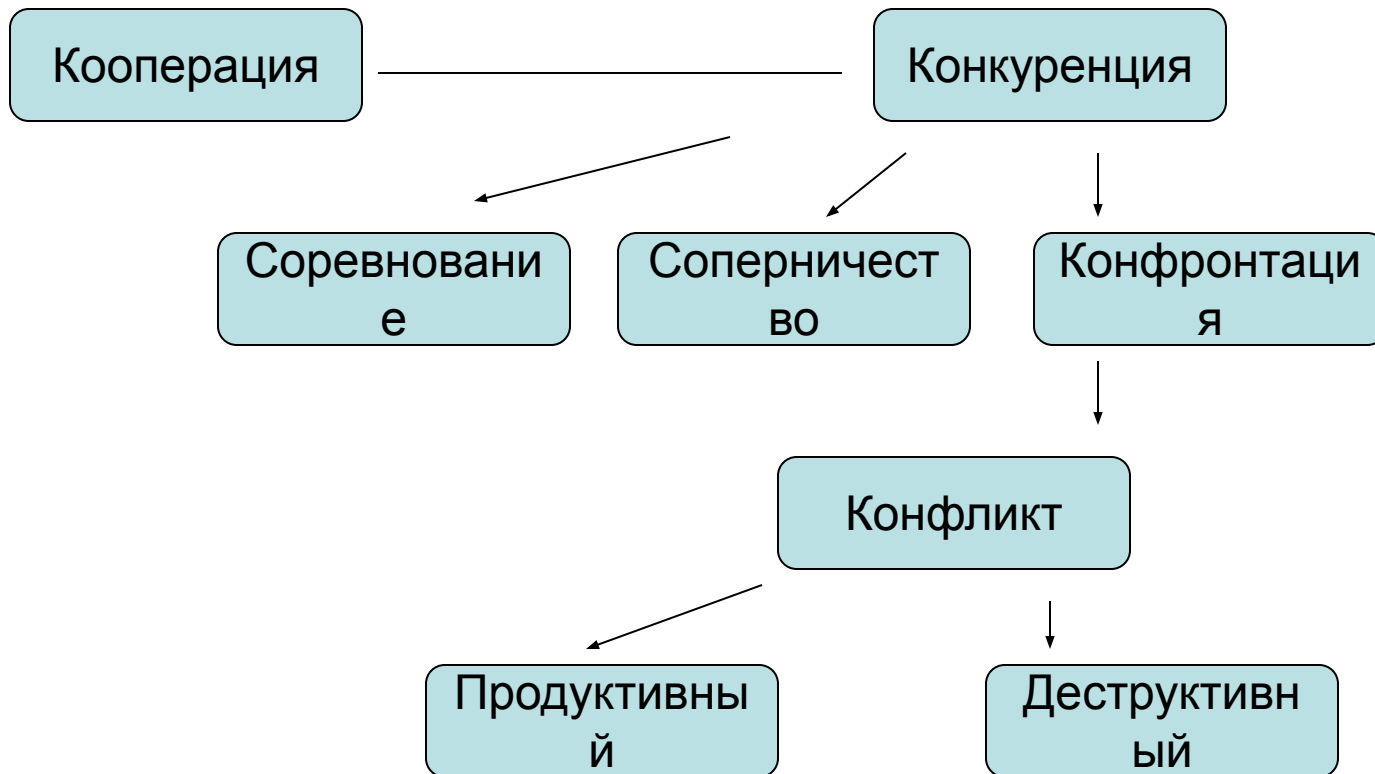 Кооперация
Конкуренция
Соревновани
е
Соперничест
во
Конфронтаци
я
Конфликт
Продуктивны
й
Деструктивн
ый